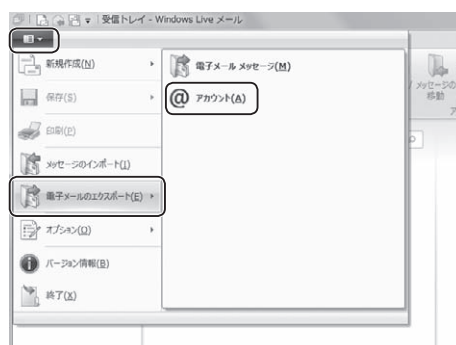 受信トレイ - Windows Live メール
新規作成(N)
保存(S)
印刷(P)
メッセージのインポート(I)
電子メールのエクスポート(E)
オプション(O)
バージョン情報(B)
終了(X)
電子メール メッセージ(M)
アカウント(A)
メッセージの
移動